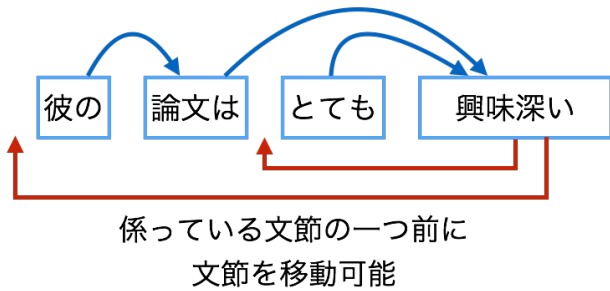 彼の 論文は とても 興味深い
係っている文節の一つ前に
文節を移動可能